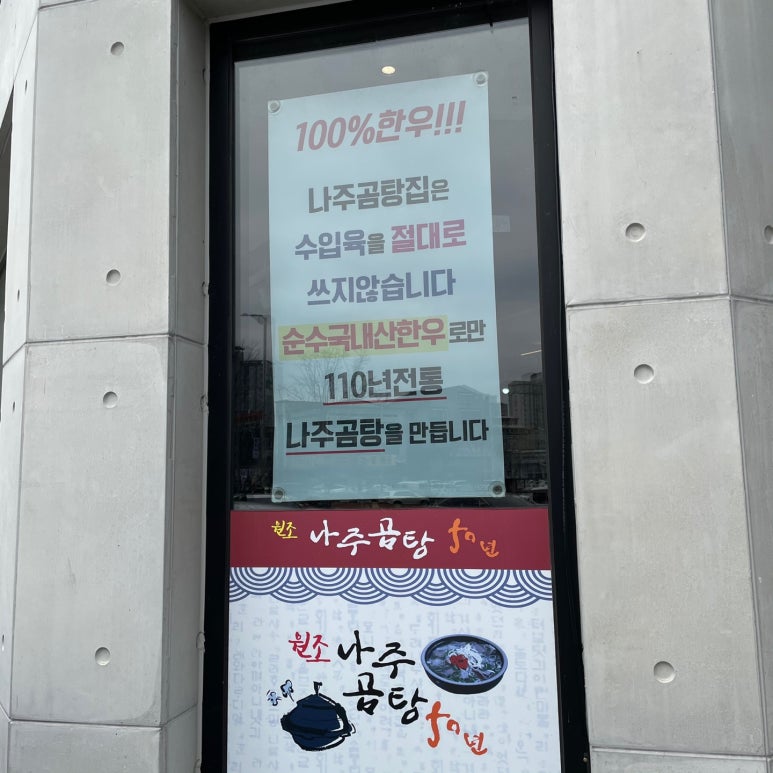 100%한우!!!
나주곰탕집은
수입육을 절대로
쓰지않습니다
순수국내산한우로만
110년전통
나주곰탕을 만듭니다
원조 나주곰탕 50년
원조 나주
곰탕 50년